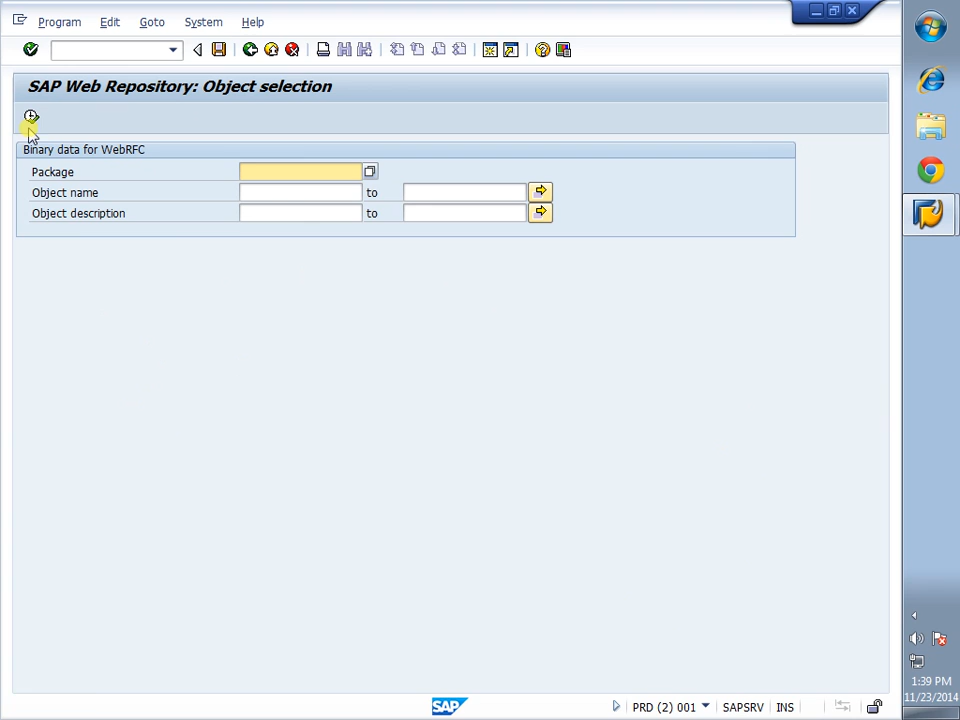 Program Edit Goto System Help
SAP Web Repository: Object selection
Binary data for WebRFC
Package
Object name to
Object description to
SAP PRD (2) 001 SAPSRV INS
1:39 PM
11/23/2014